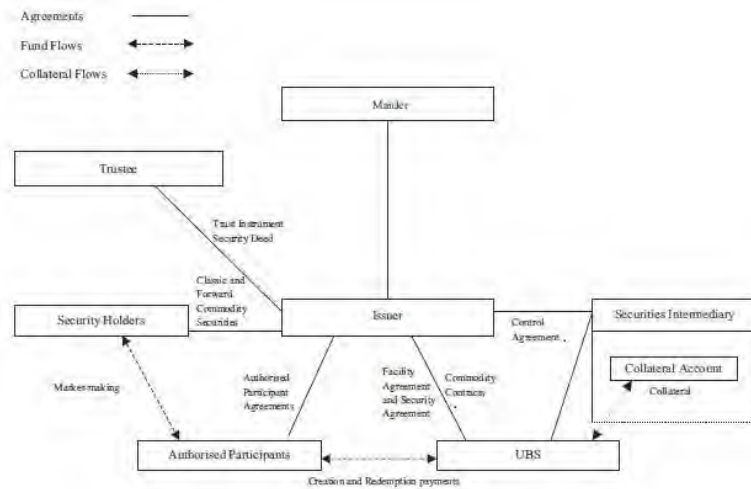 Agreements
Fund Flows
Collateral Flows
Manler
Trustee
Trust Instrument
Security Deed
Classic and
Forward
Commodity
Securities
Security Holders
Issuer
Control
Agreement
Securities Intermediary
Collateral Account
Collateral
Market-making
Authorised
Participant
Agreements
Facility
Agreement
and Security
Agreement
Commodity
Contracts
Authorised Participants
UBS
Creation and Redemption payments